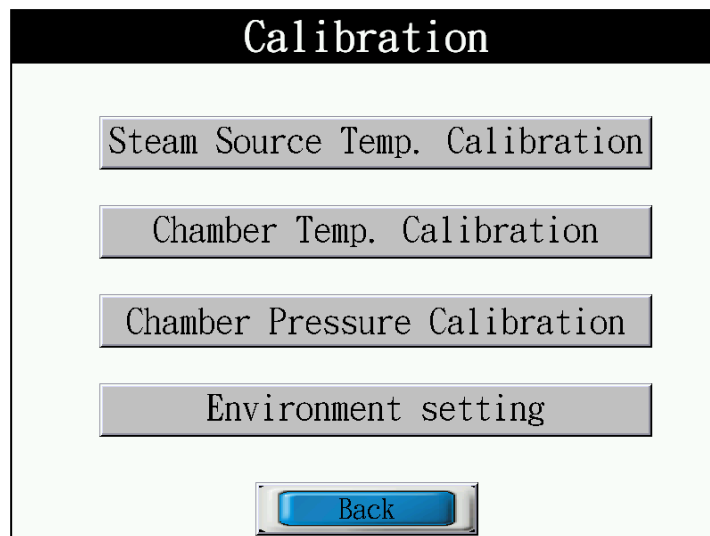 Calibration
Steam Source Temp. Calibration
Chamber Temp. Calibration
Chamber Pressure Calibration
Environment setting
Back